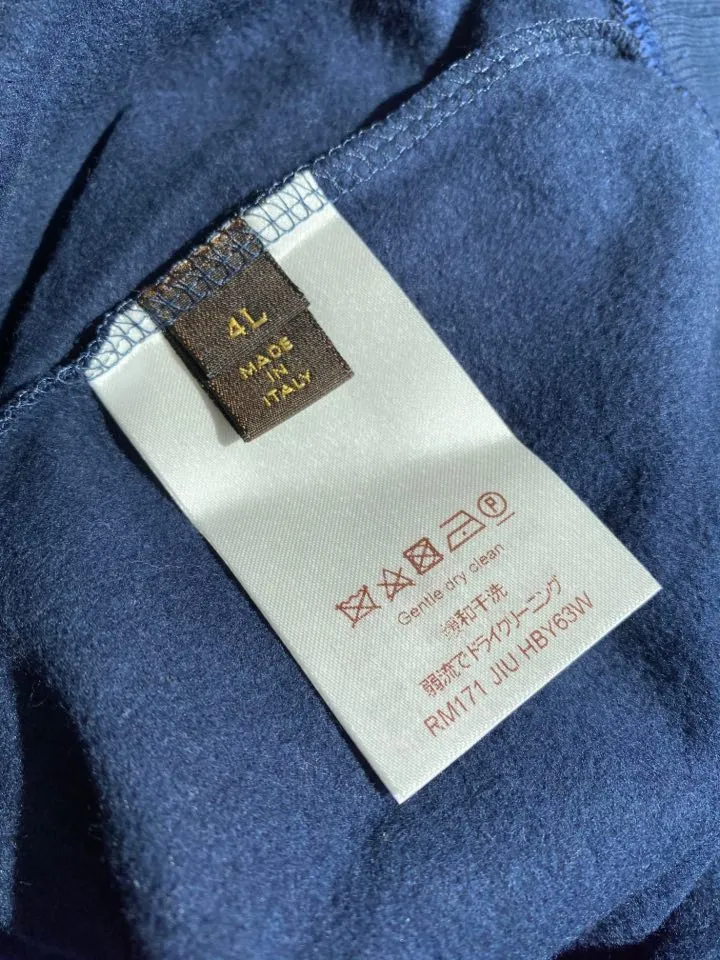 4L
MADE
IN
ITALY
P
Gentle dry clean
缓和干洗
弱流でドライクリーニング
RM171 JIU HBY63W